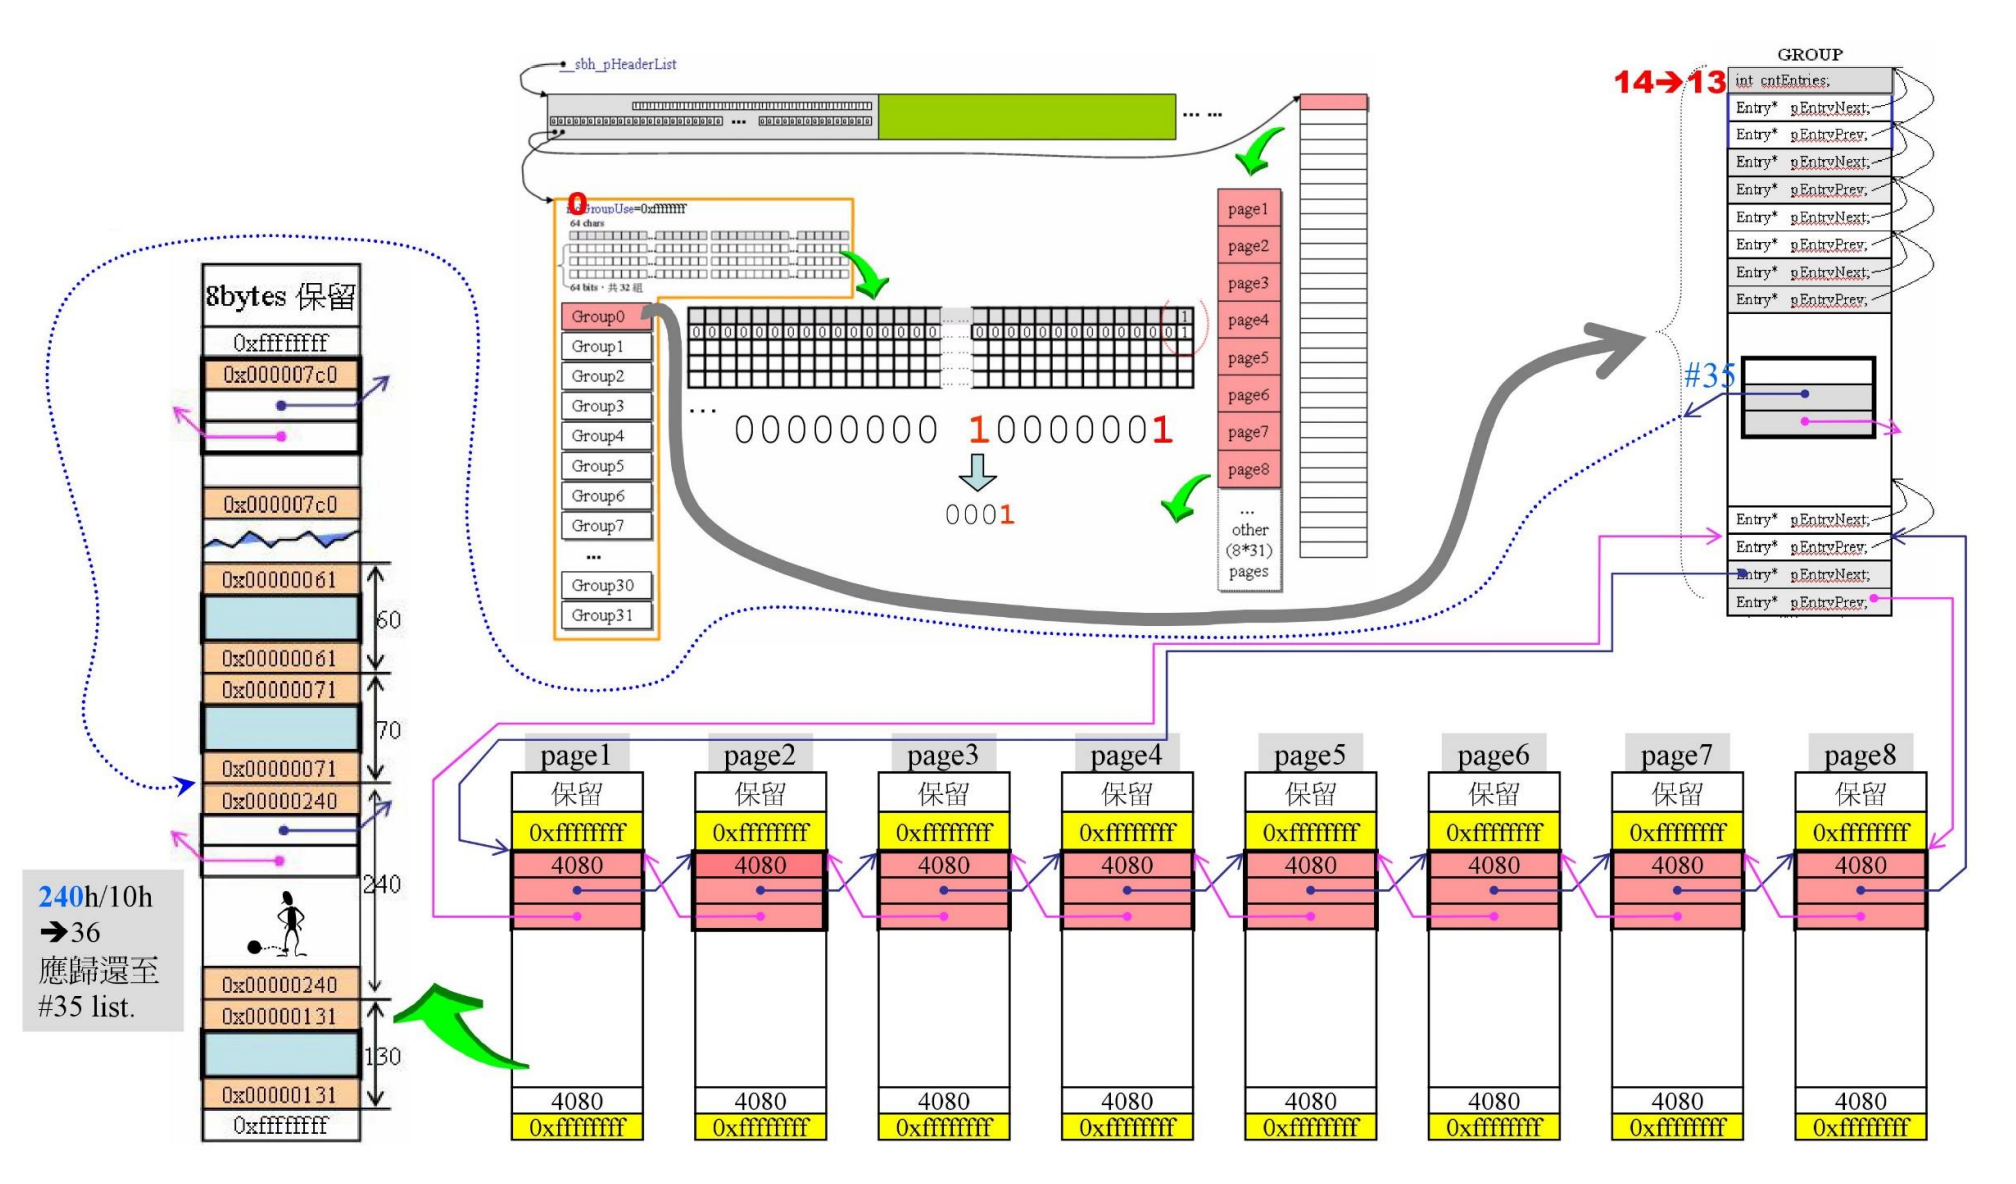 __sbh_pHeaderList
... ...
0
GroupUse=0xffffffff
64 chars
64 bits,共 32 組
Group0
Group1
Group2
Group3
Group4
Group5
Group6
Group7
...
Group30
Group31
1
0 0 0 0 0 0 0 0 0 0 0 0 0 0 0 ... ... 0 0 0 0 0 0 0 0 0 0 0 0 0 1
... 00000000 10000001
0001
page1
page2
page3
page4
page5
page6
page7
page8
...
other
(8*31)
pages
GROUP
14➔13
int cntEntries;
Entry* pEntryNext;
Entry* pEntryPrev;
Entry* pEntryNext;
Entry* pEntryPrev;
Entry* pEntryNext;
Entry* pEntryPrev;
Entry* pEntryNext;
Entry* pEntryPrev;
#35
Entry* pEntryNext;
Entry* pEntryPrev;
Entry* pEntryNext;
Entry* pEntryPrev;
8bytes 保留
0xffffffff
0x000007c0
0x000007c0
0x00000061
60
0x00000061
0x00000071
70
0x00000071
0x00000240
240
0x00000240
0x00000131
130
0x00000131
0xffffffff
240h/10h
➔36
應歸還至
#35 list.
page1 page2 page3 page4 page5 page6 page7 page8
保留 保留 保留 保留 保留 保留 保留 保留
0xffffffff 0xffffffff 0xffffffff 0xffffffff 0xffffffff 0xffffffff 0xffffffff 0xffffffff
4080 4080 4080 4080 4080 4080 4080 4080
4080 4080 4080 4080 4080 4080 4080 4080
0xffffffff 0xffffffff 0xffffffff 0xffffffff 0xffffffff 0xffffffff 0xffffffff 0xffffffff